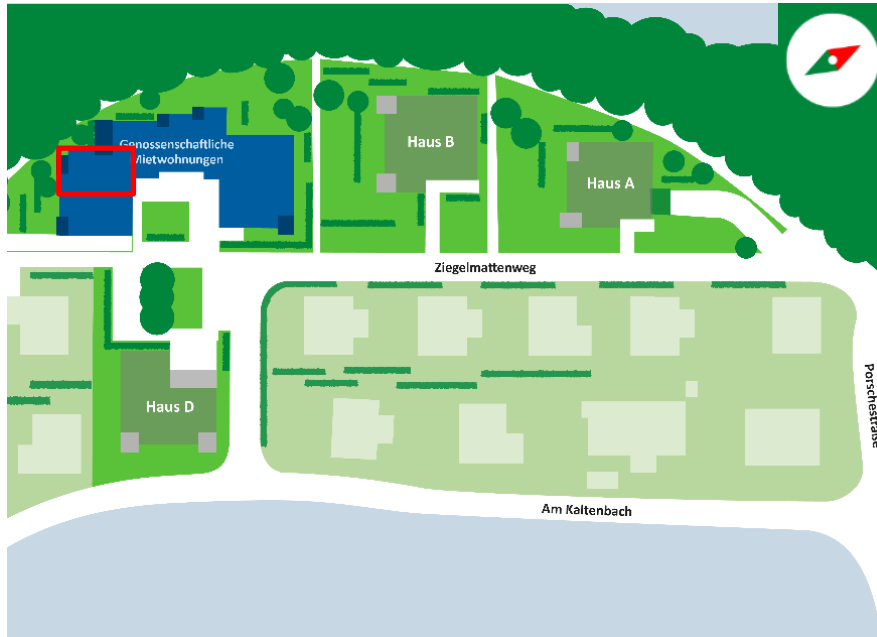 Genossenschaftliche
Mietwohnungen
Haus B
Haus A
Ziegelmattenweg
Haus D
Porschestraße
Am Kaltenbach